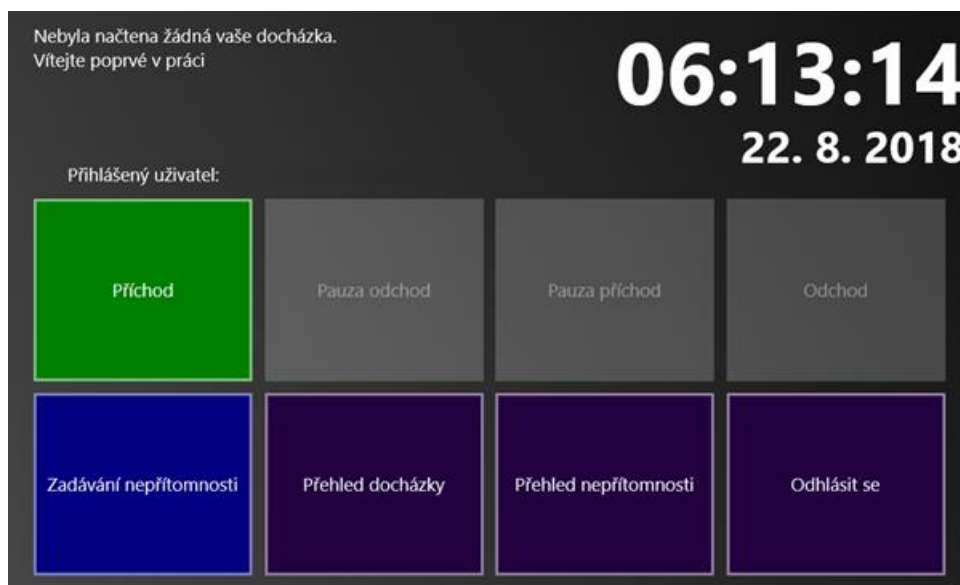 Nebyla načtena žádná vaše docházka.
Vítejte poprvé v práci
06:13:14
22. 8. 2018
Přihlášený uživatel:
Příchod
Pauza odchod
Pauza příchod
Odchod
Zadávání nepřítomnosti
Přehled docházky
Přehled nepřítomnosti
Odhlásit se